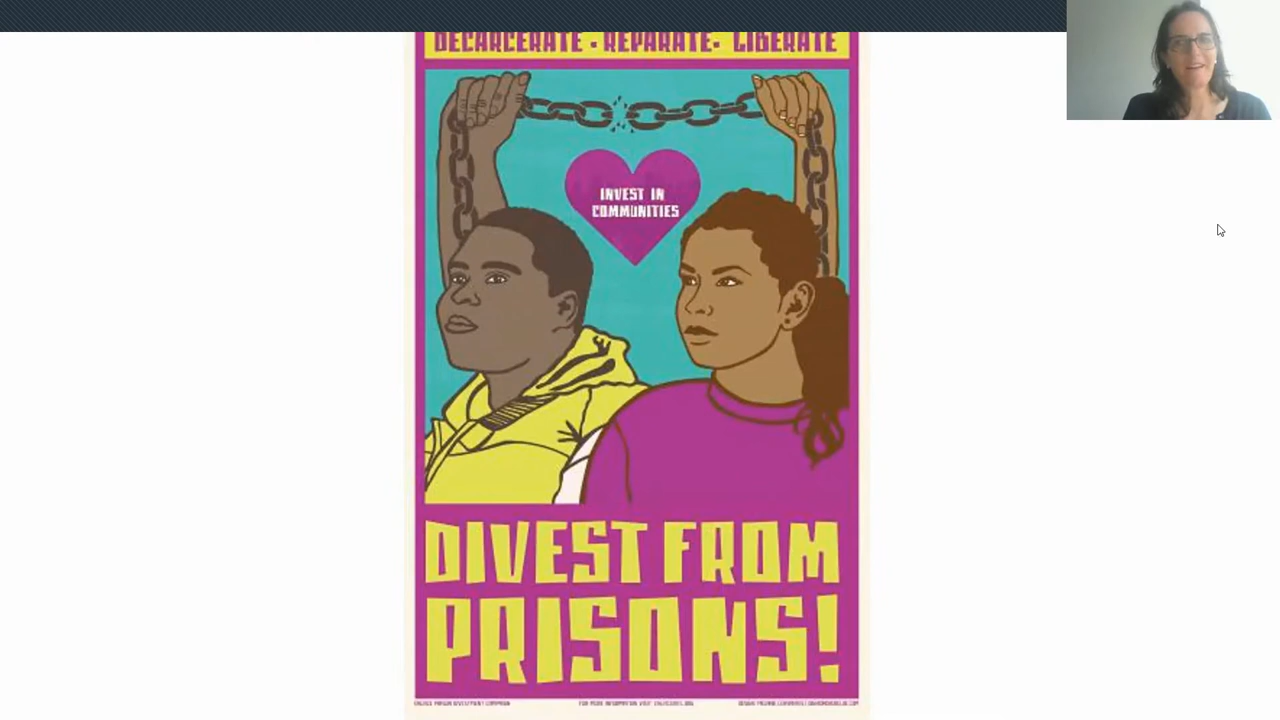 DECARCERATE · REPARATE · LIBERATE
INVEST IN
COMMUNITIES
DIVEST FROM
PRISONS!